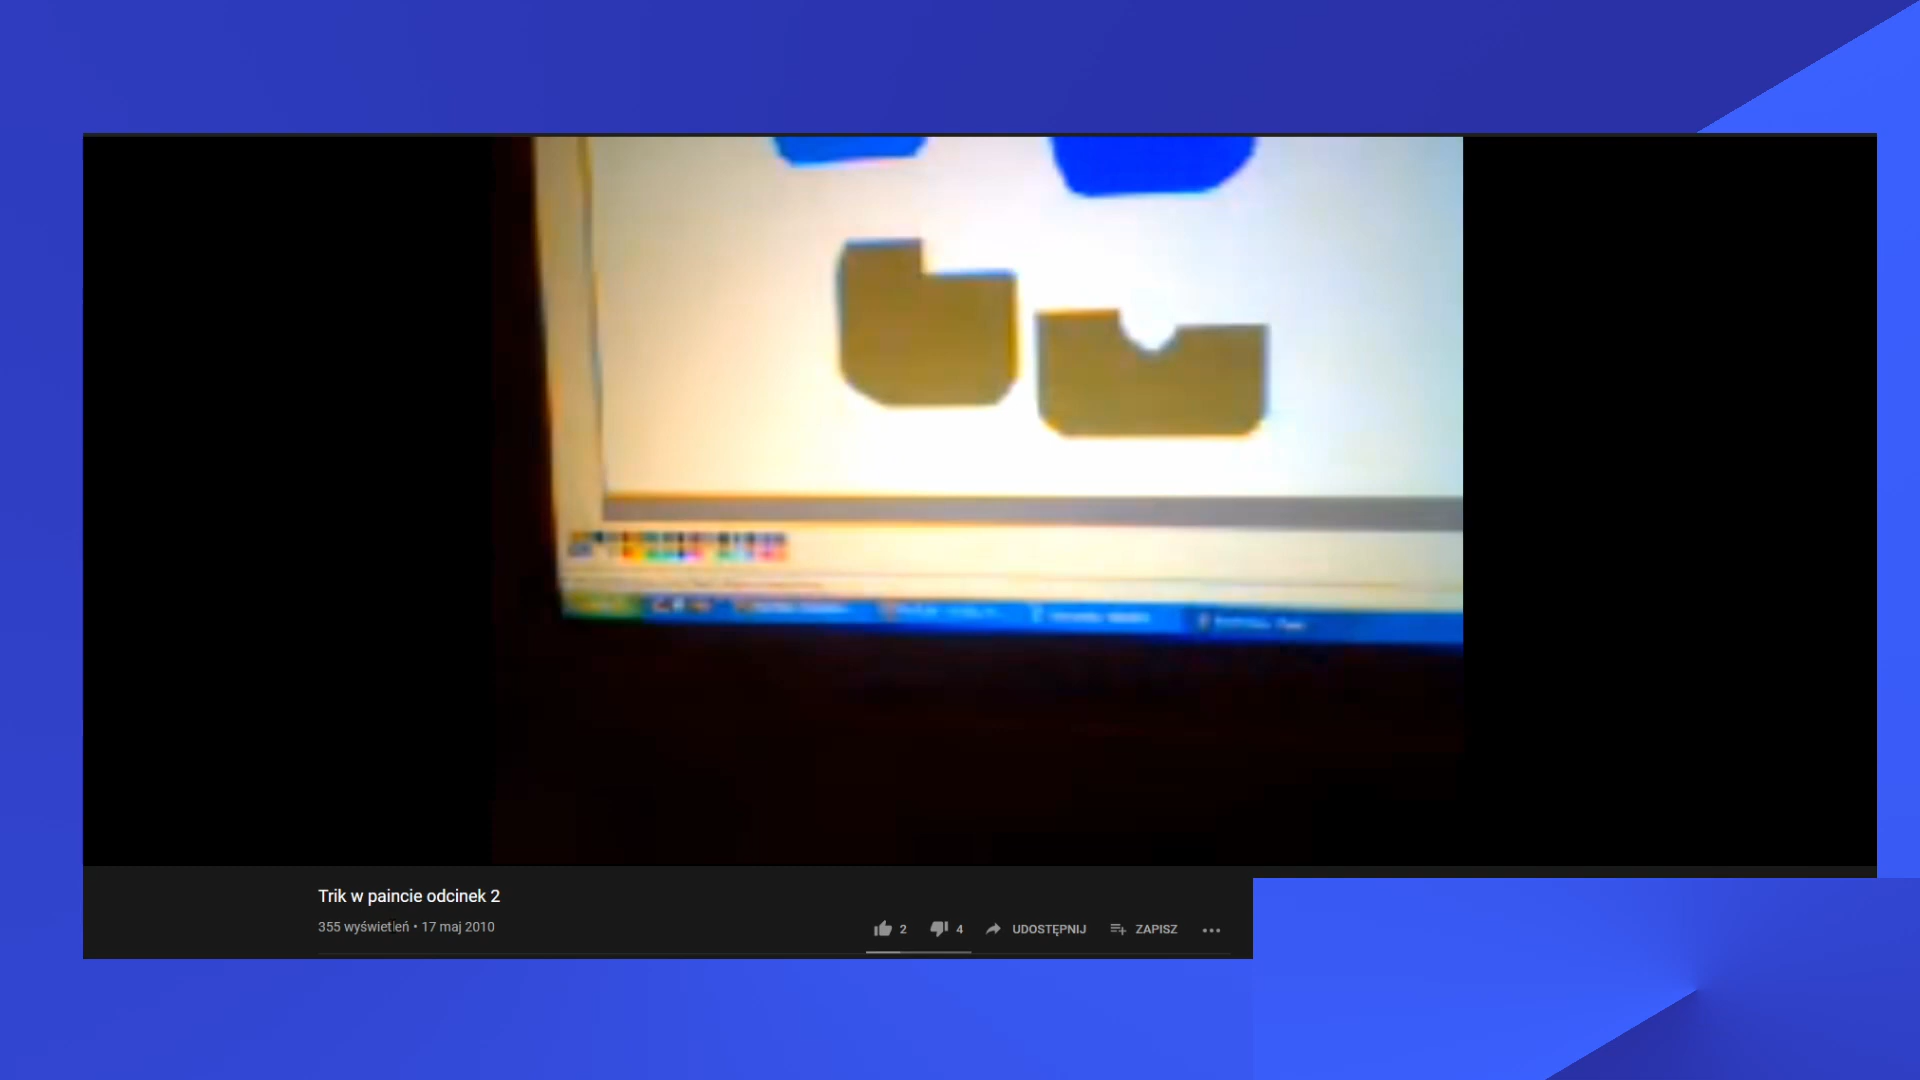 Trik w paincie odcinek 2
355 wyświetleń • 17 maj 2010
2 4 UDOSTĘPNIJ ZAPISZ